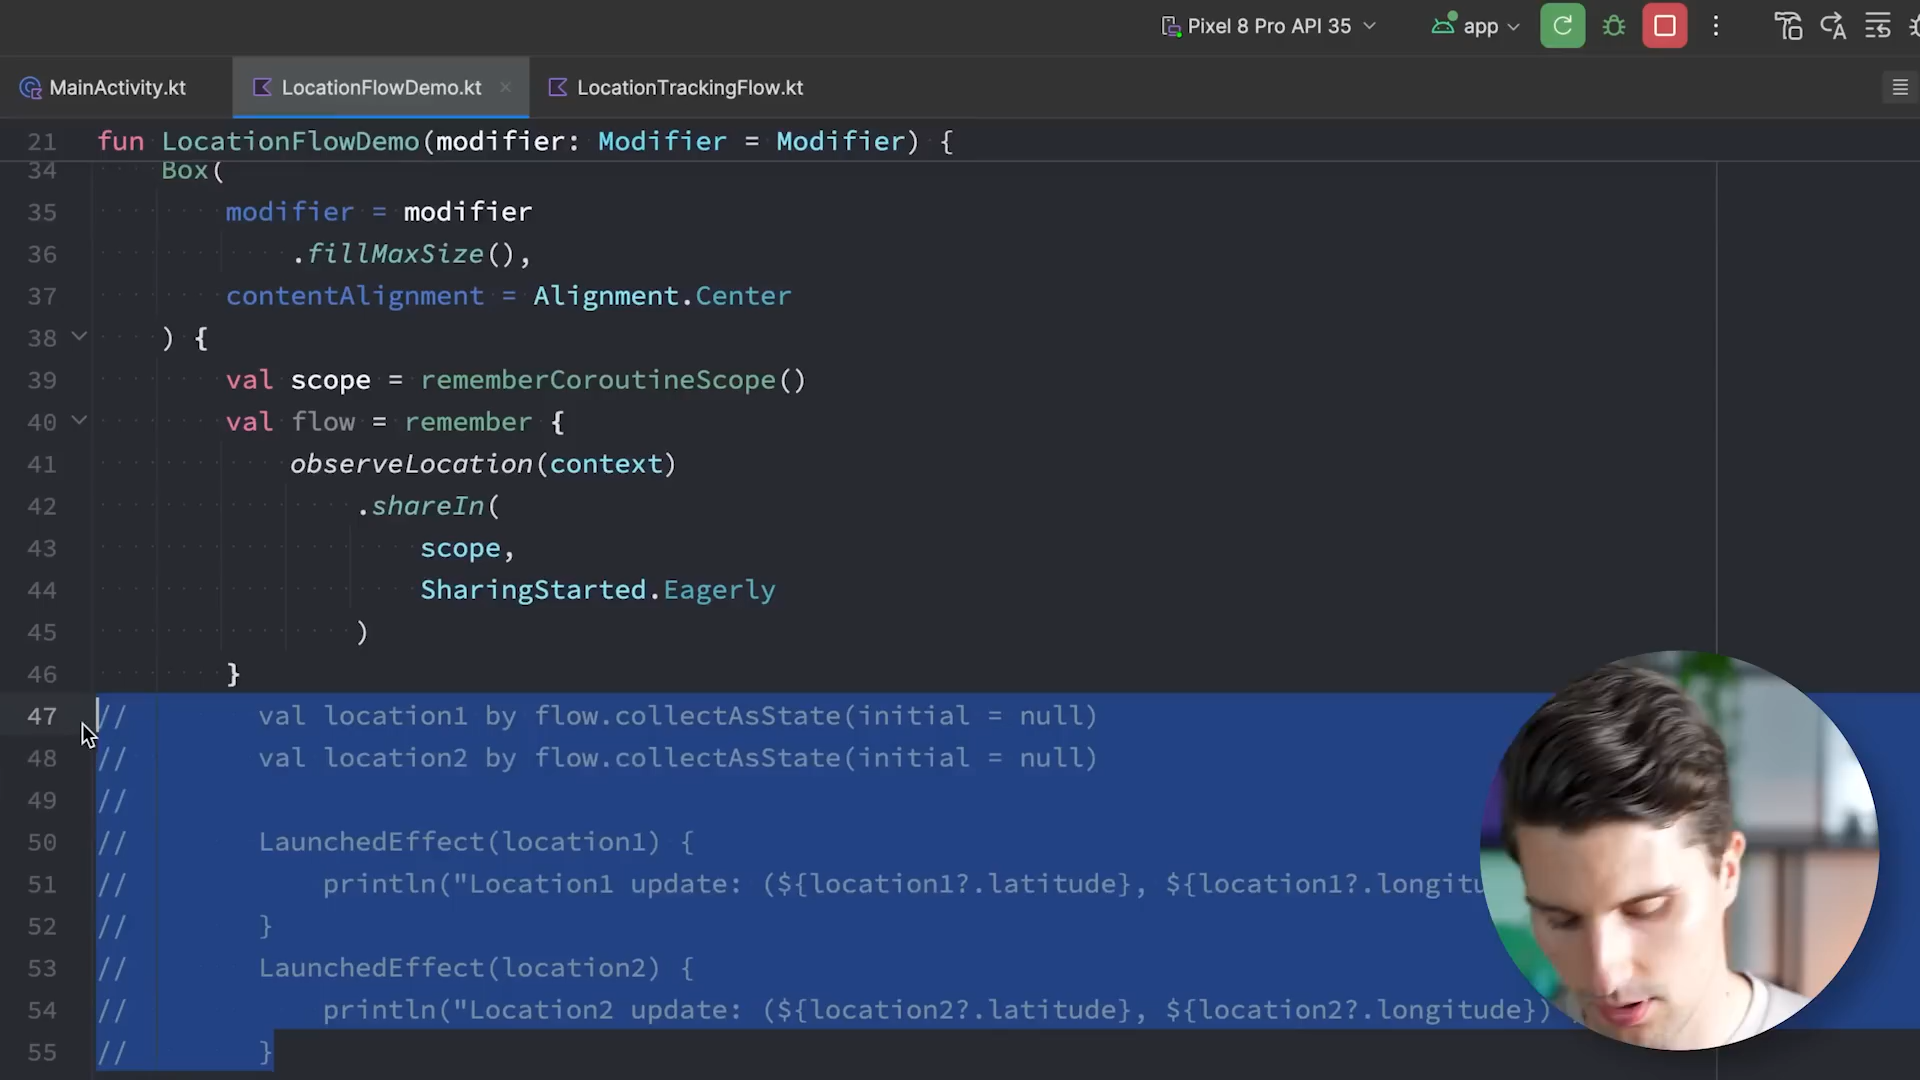 Pixel 8 Pro API 35
app
MainActivity.kt
LocationFlowDemo.kt
LocationTrackingFlow.kt
21 fun LocationFlowDemo(modifier: Modifier = Modifier) {
34 Box(
35 modifier = modifier
36 .fillMaxSize(),
37 contentAlignment = Alignment.Center
38 ) {
39 val scope = rememberCoroutineScope()
40 val flow = remember {
41 observeLocation(context)
42 .shareIn(
43 scope,
44 SharingStarted.Eagerly
45 )
46 }
47 // val location1 by flow.collectAsState(initial = null)
48 // val location2 by flow.collectAsState(initial = null)
49 //
50 // LaunchedEffect(location1) {
51 // println("Location1 update: (${location1?.latitude}, ${location1?.longitu
52 // }
53 // LaunchedEffect(location2) {
54 // println("Location2 update: (${location2?.latitude}, ${location2?.longitude})
55 // }